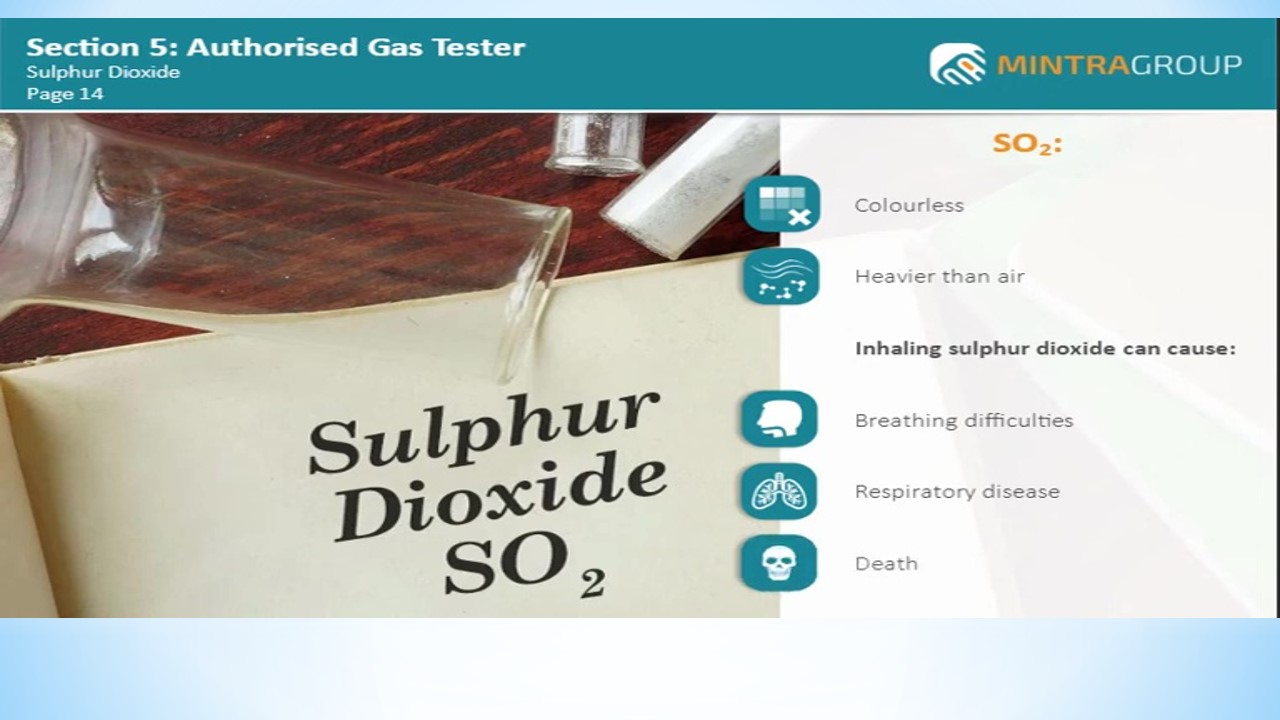 Section 5: Authorised Gas Tester
Sulphur Dioxide
Page 14
MINTRAGROUP
SO₂:
Colourless
Heavier than air
Inhaling sulphur dioxide can cause:
Breathing difficulties
Respiratory disease
Death
Sulphur
Dioxide
SO₂